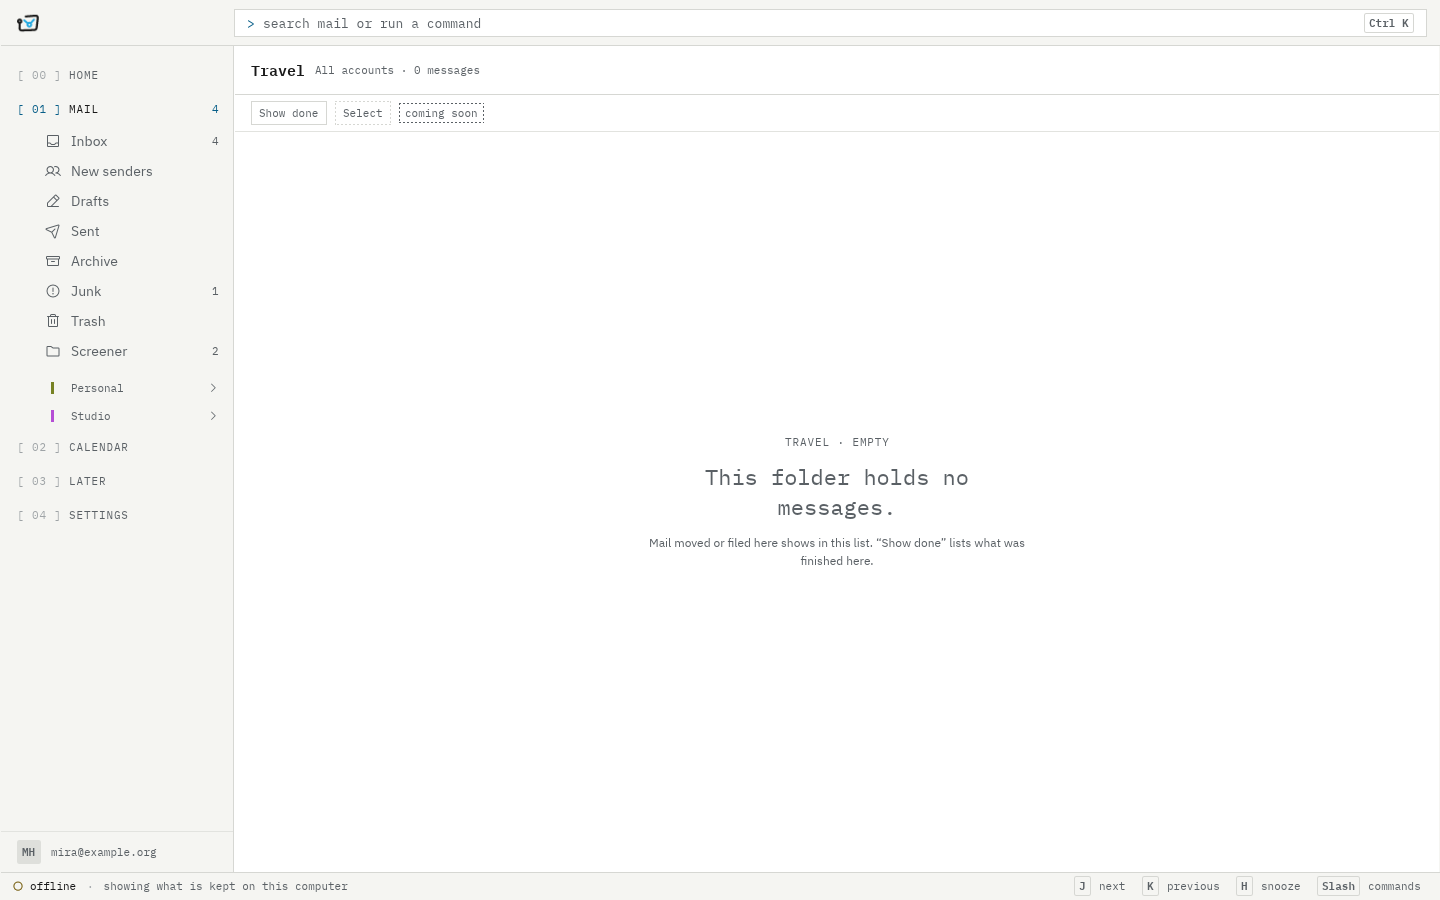 > search mail or run a command Ctrl K
[ 00 ] HOME
[ 01 ] MAIL 4
Inbox 4
New senders
Drafts
Sent
Archive
Junk 1
Trash
Screener 2
Personal
Studio
[ 02 ] CALENDAR
[ 03 ] LATER
[ 04 ] SETTINGS
MH mira@example.org
Travel All accounts · 0 messages
Show done Select coming soon
TRAVEL · EMPTY
This folder holds no
messages.
Mail moved or filed here shows in this list. “Show done” lists what was
finished here.
offline · showing what is kept on this computer
J next K previous H snooze Slash commands